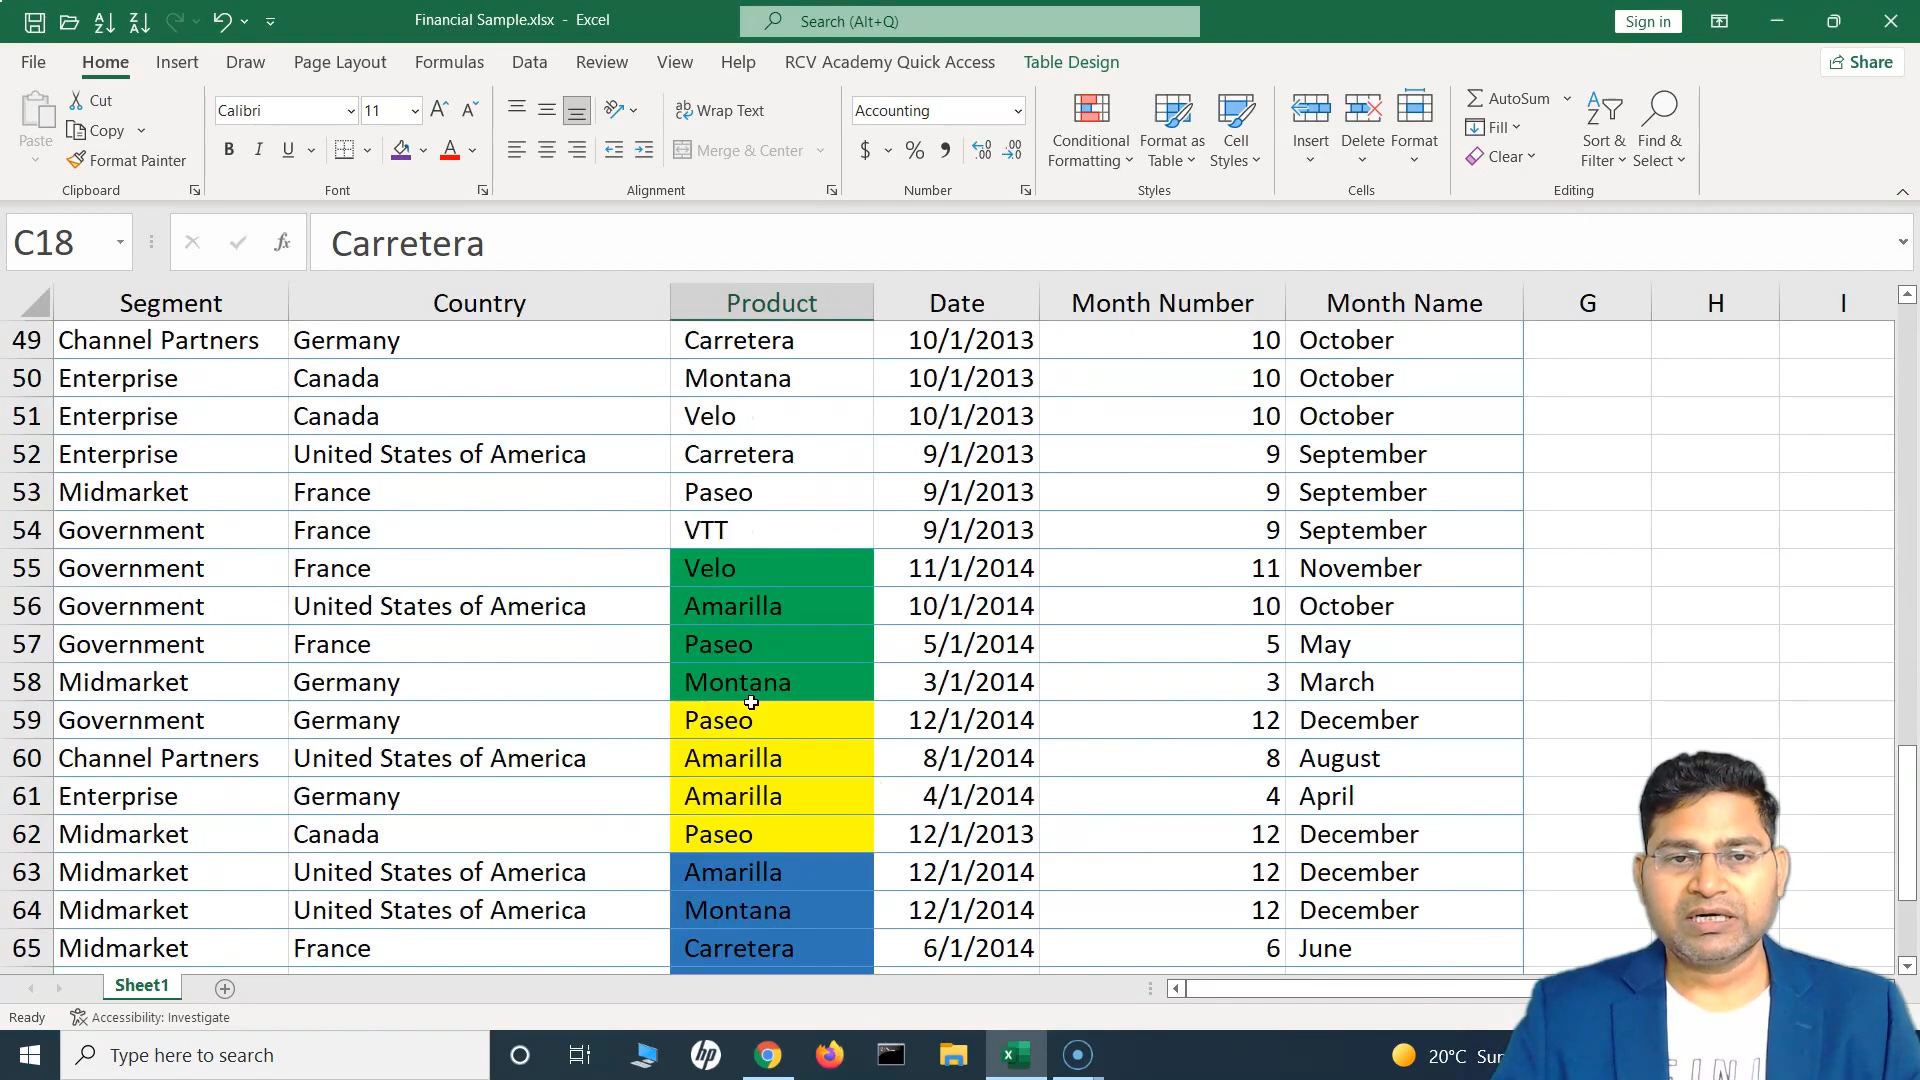 Financial Sample.xlsx - Excel
Search (Alt+Q)
Sign in
File Home Insert Draw Page Layout Formulas Data Review View Help RCV Academy Quick Access Table Design Share
Paste
Cut
Copy
Format Painter
Clipboard
Calibri 11
B I U A
Font
Wrap Text
Merge & Center
Alignment
Accounting
$ % 9 .00 .00
Number
Conditional Formatting
Format as Table
Cell Styles
Styles
Insert Delete Format
Cells
AutoSum
Fill
Clear
Sort & Filter
Find & Select
Editing
C18 fx Carretera
Segment Country Product Date Month Number Month Name G H I
49 Channel Partners Germany Carretera 10/1/2013 10 October
50 Enterprise Canada Montana 10/1/2013 10 October
51 Enterprise Canada Velo 10/1/2013 10 October
52 Enterprise United States of America Carretera 9/1/2013 9 September
53 Midmarket France Paseo 9/1/2013 9 September
54 Government France VTT 9/1/2013 9 September
55 Government France Velo 11/1/2014 11 November
56 Government United States of America Amarilla 10/1/2014 10 October
57 Government France Paseo 5/1/2014 5 May
58 Midmarket Germany Montana 3/1/2014 3 March
59 Government Germany Paseo 12/1/2014 12 December
60 Channel Partners United States of America Amarilla 8/1/2014 8 August
61 Enterprise Germany Amarilla 4/1/2014 4 April
62 Midmarket Canada Paseo 12/1/2013 12 December
63 Midmarket United States of America Amarilla 12/1/2014 12 December
64 Midmarket United States of America Montana 12/1/2014 12 December
65 Midmarket France Carretera 6/1/2014 6 June
Sheet1
Ready Accessibility: Investigate
Type here to search
hp
20°C